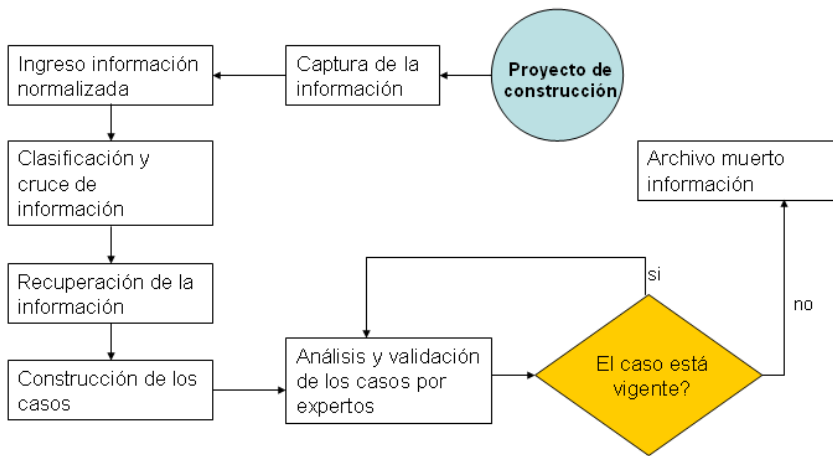 Proyecto de
construcción
Captura de la
información
Ingreso información
normalizada
Clasificación y
cruce de
información
Recuperación de la
información
Construcción de los
casos
Análisis y validación
de los casos por
expertos
El caso está
vigente?
si
no
Archivo muerto
información